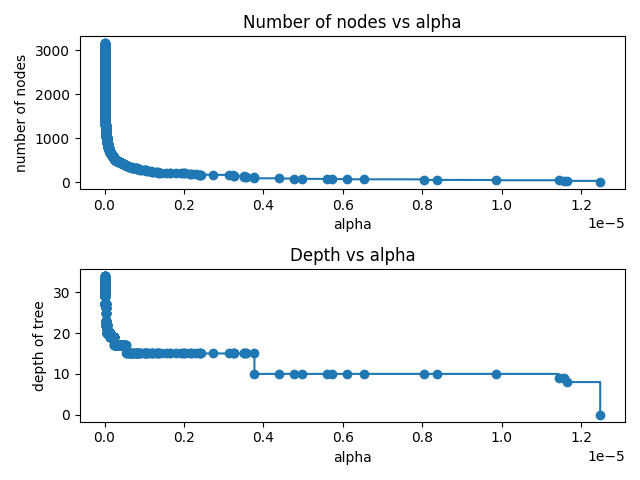 Number of nodes vs alpha
number of nodes
3000
2000
1000
0
0.0 0.2 0.4 0.6 0.8 1.0 1.2
1e−5
alpha
Depth vs alpha
depth of tree
30
20
10
0
0.0 0.2 0.4 0.6 0.8 1.0 1.2
1e−5
alpha